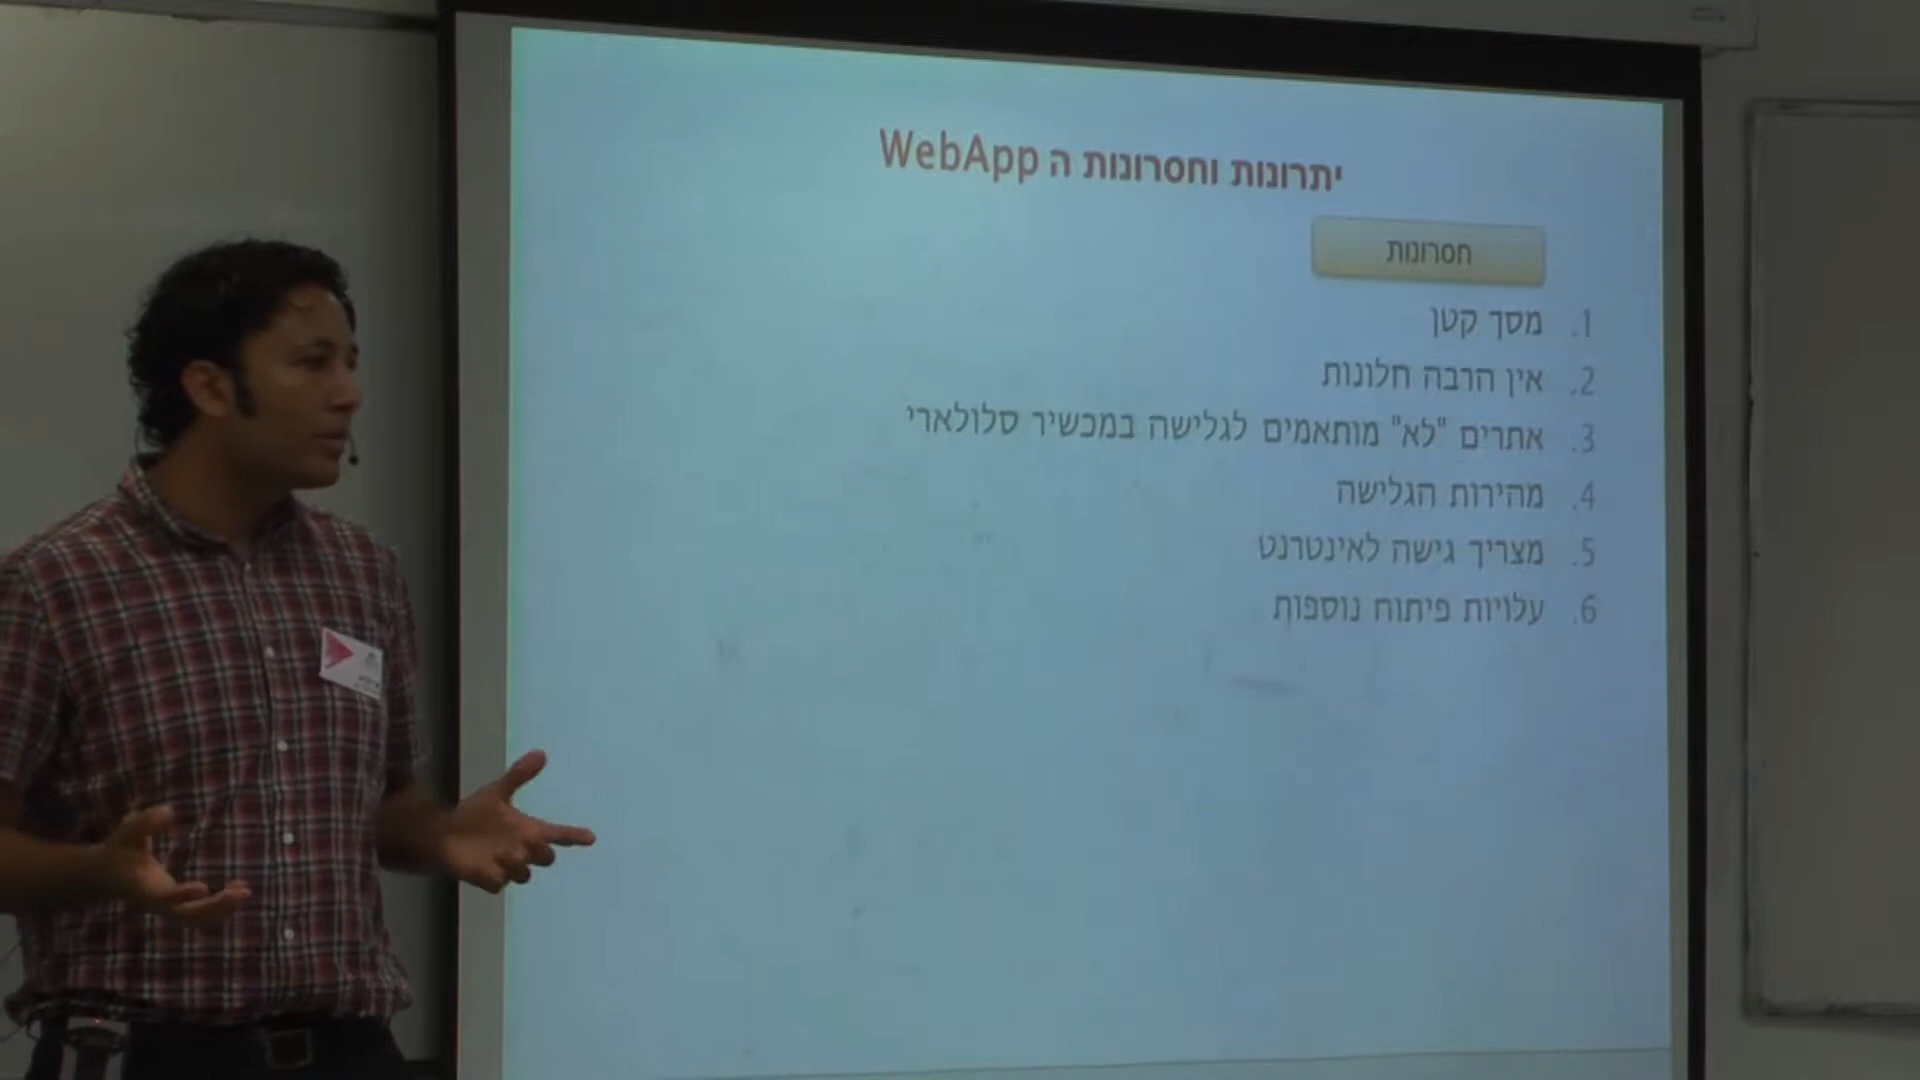 יתרונות וחסרונות ה WebApp
חסרונות
1. מסך קטן
2. אין הרבה חלונות
3. אתרים "לא" מותאמים לגלישה במכשיר סלולארי
4. מהירות הגלישה
5. מצריך גישה לאינטרנט
6. עלויות פיתוח נוספות